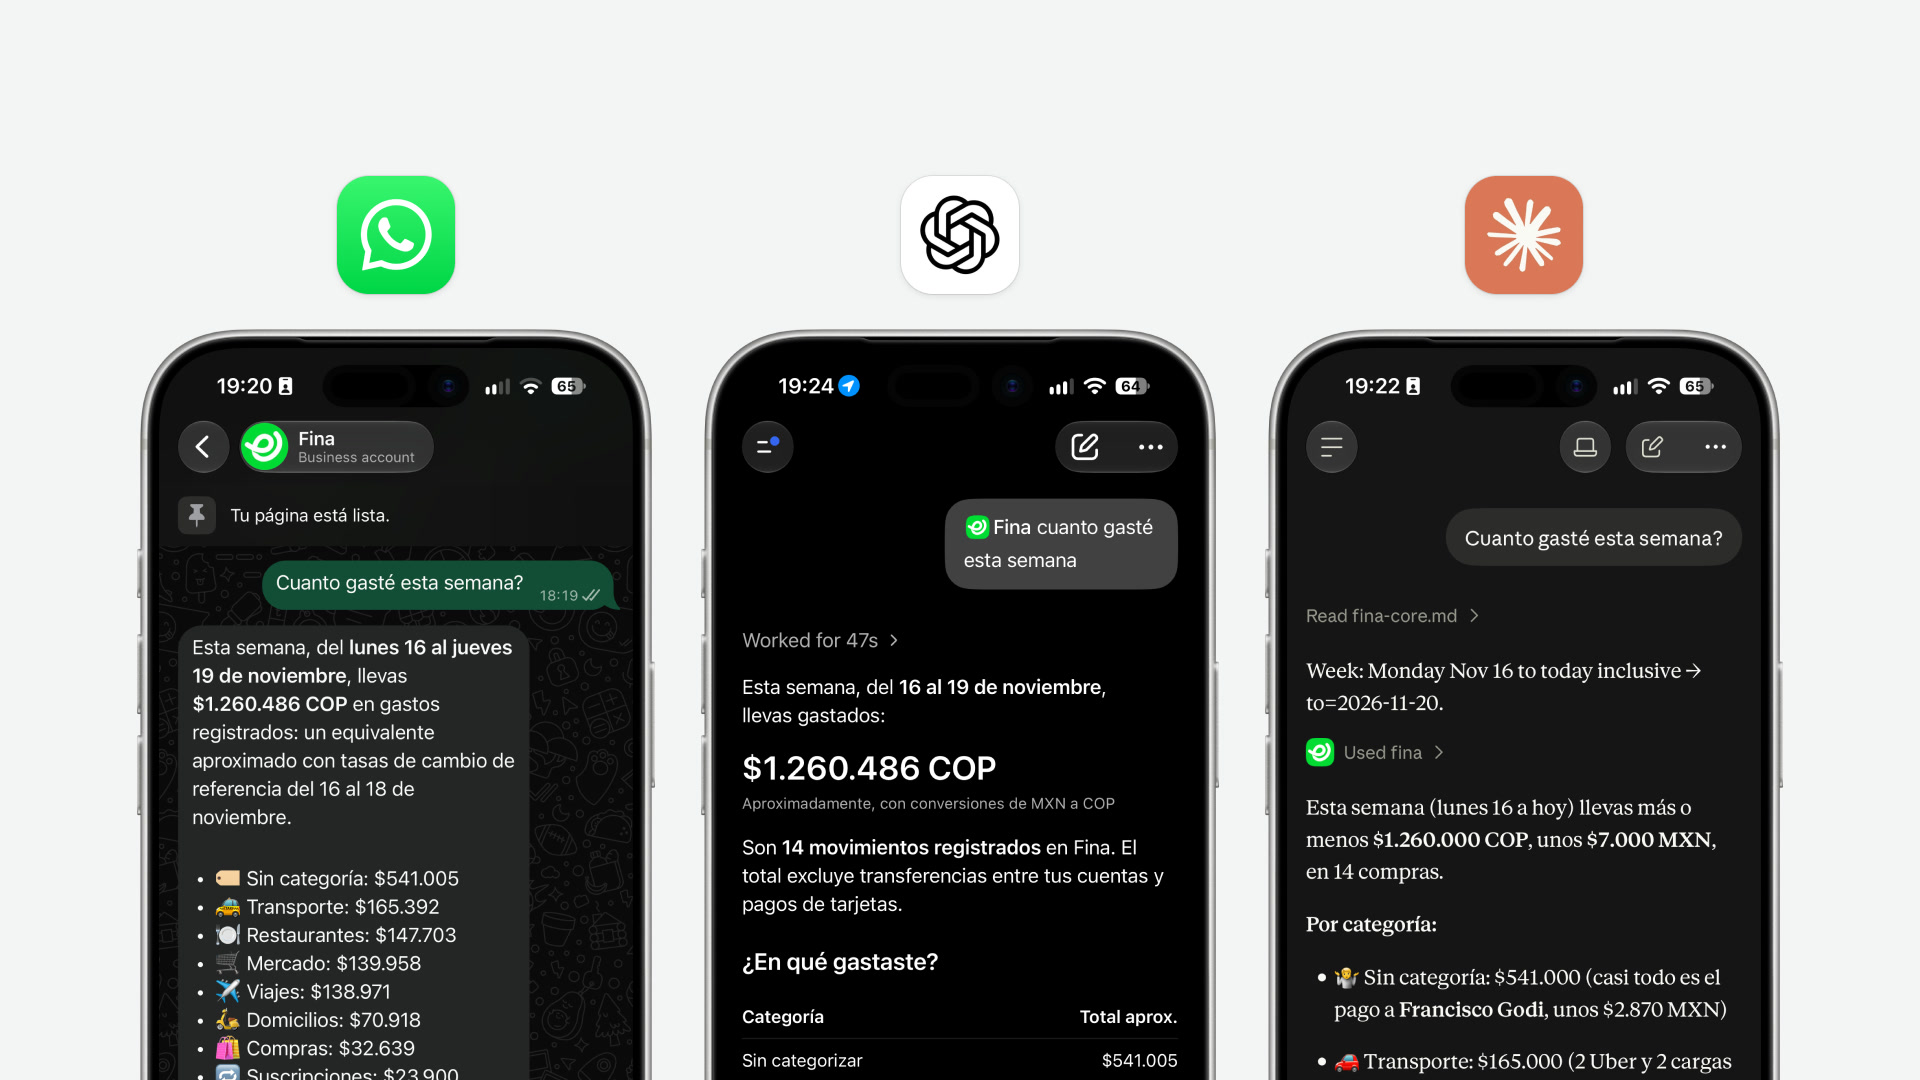 19:20
65
Fina
Business account
Tu página está lista.
Cuanto gasté esta semana?
18:19
Esta semana, del lunes 16 al jueves
19 de noviembre, llevas
$1.260.486 COP en gastos
registrados: un equivalente
aproximado con tasas de cambio de
referencia del 16 al 18 de
noviembre.
• Sin categoría: $541.005
• Transporte: $165.392
• Restaurantes: $147.703
• Mercado: $139.958
• Viajes: $138.971
• Domicilios: $70.918
• Compras: $32.639
• Suscripciones: $23.900
19:24
64
Fina cuanto gasté
esta semana
Worked for 47s
Esta semana, del 16 al 19 de noviembre,
llevas gastados:
$1.260.486 COP
Aproximadamente, con conversiones de MXN a COP
Son 14 movimientos registrados en Fina. El
total excluye transferencias entre tus cuentas y
pagos de tarjetas.
¿En qué gastaste?
Categoría Total aprox.
Sin categorizar $541.005
19:22
65
Cuanto gasté esta semana?
Read fina-core.md
Week: Monday Nov 16 to today inclusive →
to=2026-11-20.
Used fina
Esta semana (lunes 16 a hoy) llevas más o
menos $1.260.000 COP, unos $7.000 MXN,
en 14 compras.
Por categoría:
• Sin categoría: $541.000 (casi todo es el
pago a Francisco Godi, unos $2.870 MXN)
• Transporte: $165.000 (2 Uber y 2 cargas